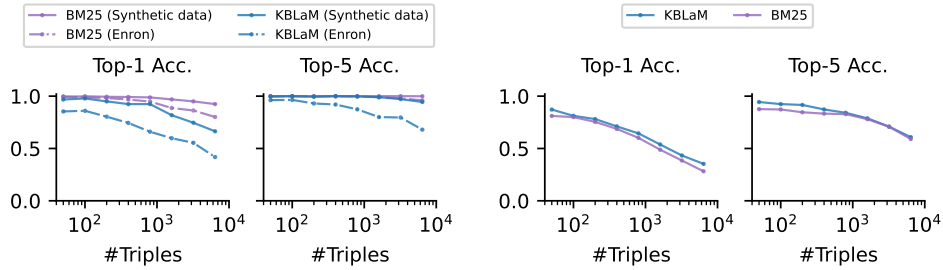 BM25 (Synthetic data) KBLaM (Synthetic data)
BM25 (Enron) KBLaM (Enron)
Top-1 Acc. Top-5 Acc.
1.0
0.5
0.0
10² 10³ 10⁴ 10² 10³ 10⁴
#Triples #Triples
KBLaM BM25
Top-1 Acc. Top-5 Acc.
1.0
0.5
0.0
10² 10³ 10⁴ 10² 10³ 10⁴
#Triples #Triples